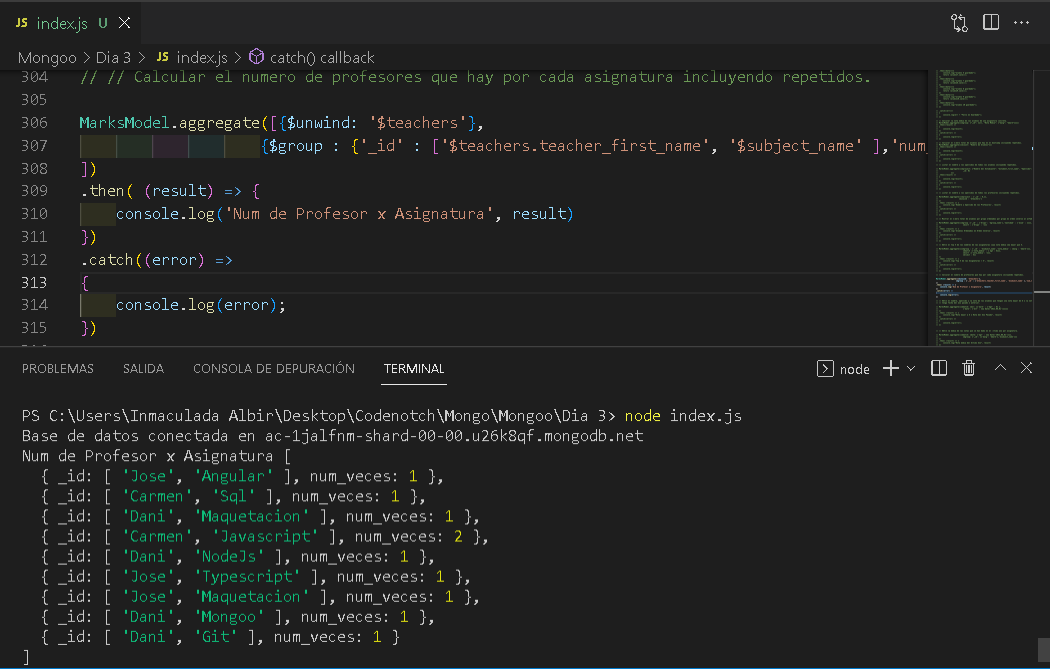 JS index.js U
Mongoo > Dia 3 > JS index.js > catch() callback
304 // // Calcular el numero de profesores que hay por cada asignatura incluyendo repetidos.
305
306 MarksModel.aggregate([{$unwind: '$teachers'},
307 {$group : {'_id' : ['$teachers.teacher_first_name', '$subject_name' ],'num
308 ])
309 .then( (result) => {
310 console.log('Num de Profesor x Asignatura', result)
311 })
312 .catch((error) =>
313 {
314 console.log(error);
315 })
PROBLEMAS SALIDA CONSOLA DE DEPURACIÓN TERMINAL node
PS C:\Users\Inmaculada Albir\Desktop\Codenotch\Mongo\Mongoo\Dia 3> node index.js
Base de datos conectada en ac-1jalfnm-shard-00-00.u26k8qf.mongodb.net
Num de Profesor x Asignatura [
{ _id: [ 'Jose', 'Angular' ], num_veces: 1 },
{ _id: [ 'Carmen', 'Sql' ], num_veces: 1 },
{ _id: [ 'Dani', 'Maquetacion' ], num_veces: 1 },
{ _id: [ 'Carmen', 'Javascript' ], num_veces: 2 },
{ _id: [ 'Dani', 'NodeJs' ], num_veces: 1 },
{ _id: [ 'Jose', 'Typescript' ], num_veces: 1 },
{ _id: [ 'Jose', 'Maquetacion' ], num_veces: 1 },
{ _id: [ 'Dani', 'Mongoo' ], num_veces: 1 },
{ _id: [ 'Dani', 'Git' ], num_veces: 1 }
]